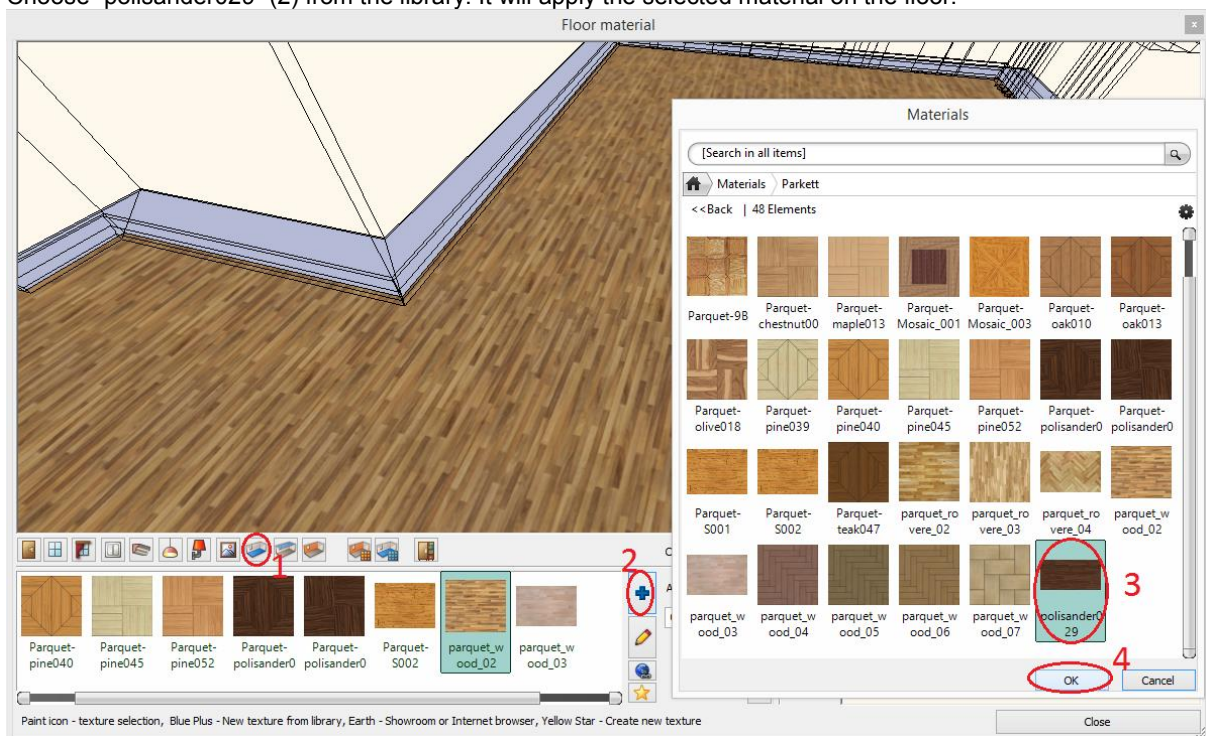 Choose "polisander029" (2) from the library. It will apply the selected material on the floor.
Floor material
Materials
[Search in all items]
Materials Parkett
<<Back | 48 Elements
Parquet-9B
Parquet-
chestnut00
Parquet-
maple013
Parquet-
Mosaic_001
Parquet-
Mosaic_003
Parquet-
oak010
Parquet-
oak013
Parquet-
olive018
Parquet-
pine039
Parquet-
pine040
Parquet-
pine045
Parquet-
pine052
Parquet-
polisander0
Parquet-
polisander0
Parquet-
S001
Parquet-
S002
Parquet-
teak047
parquet_ro
vere_02
parquet_ro
vere_03
parquet_ro
vere_04
parquet_w
ood_02
parquet_w
ood_03
parquet_w
ood_04
parquet_w
ood_05
parquet_w
ood_06
parquet_w
ood_07
polisander0
29
3
4
OK
Cancel
1
2
Parquet-
pine040
Parquet-
pine045
Parquet-
pine052
Parquet-
polisander0
Parquet-
polisander0
Parquet-
S002
parquet_w
ood_02
parquet_w
ood_03
Paint icon - texture selection, Blue Plus - New texture from library, Earth - Showroom or Internet browser, Yellow Star - Create new texture
Close